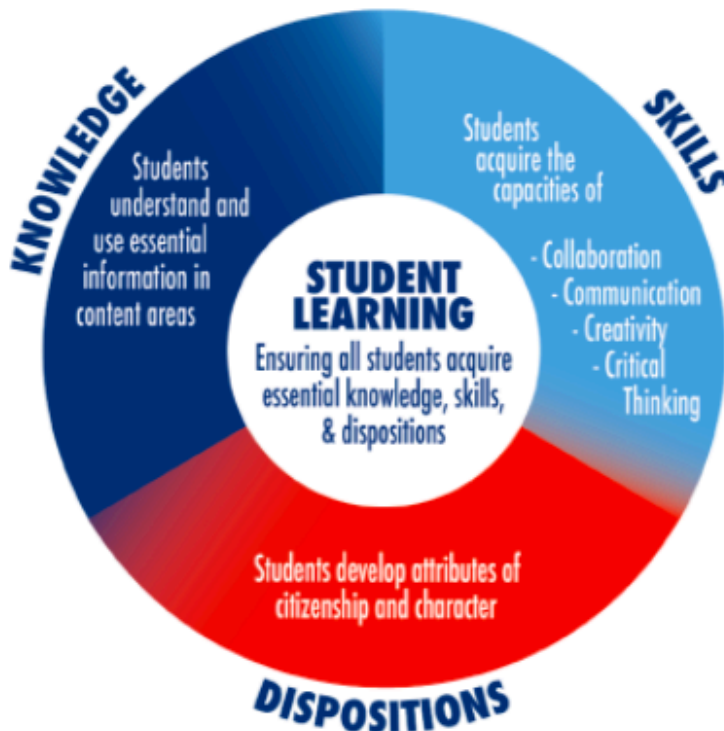 KNOWLEDGE
Students
understand and
use essential
information in
content areas
SKILLS
Students
acquire the
capacities of
- Collaboration
- Communication
- Creativity
- Critical
Thinking
STUDENT
LEARNING
Ensuring all students acquire
essential knowledge, skills,
& dispositions
Students develop attributes of
citizenship and character
DISPOSITIONS